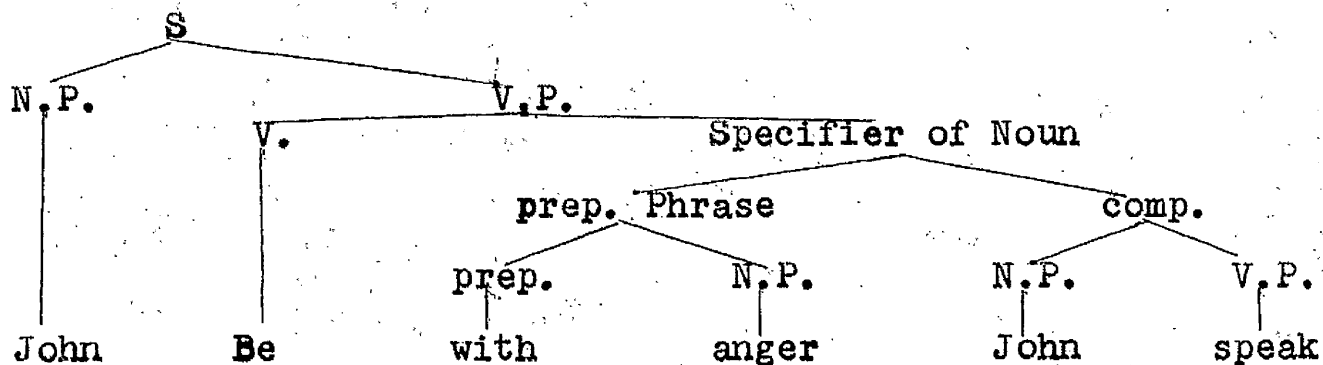 S
N.P. V.P.
V. Specifier of Noun
prep. Phrase comp.
prep. N.P. N.P. V.P.
John Be with anger John speak